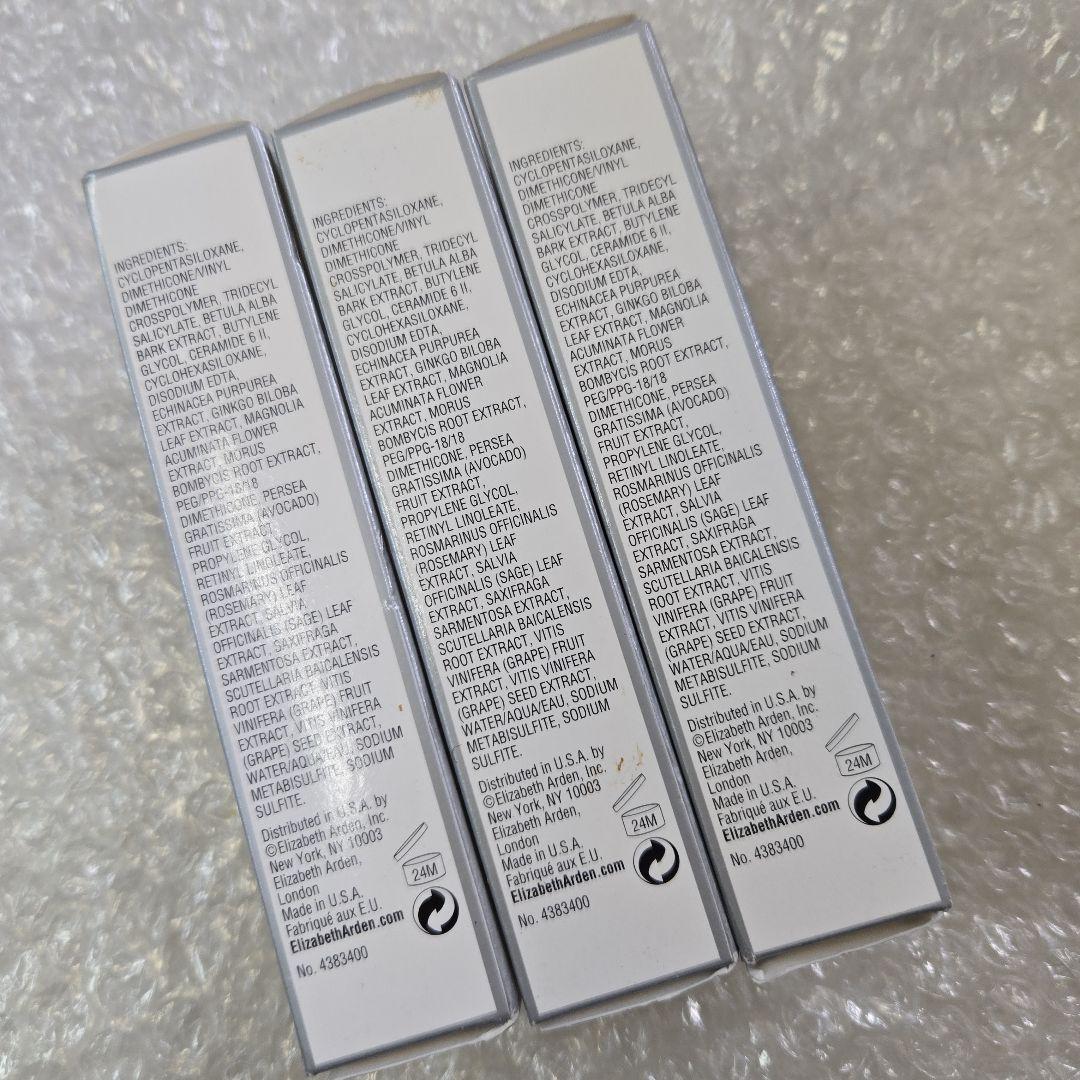 INGREDIENTS:
CYCLOPENTASILOXANE,
DIMETHICONE/VINYL
DIMETHICONE
CROSSPOLYMER, TRIDECYL
SALICYLATE, BETULA ALBA
BARK EXTRACT, BUTYLENE
GLYCOL, CERAMIDE 6 II,
CYCLOHEXASILOXANE,
DISODIUM EDTA,
ECHINACEA PURPUREA
EXTRACT, GINKGO BILOBA
LEAF EXTRACT, MAGNOLIA
ACUMINATA FLOWER
EXTRACT, MORUS
BOMBYCIS ROOT EXTRACT,
PEG/PPG-18/18
DIMETHICONE, PERSEA
GRATISSIMA (AVOCADO)
FRUIT EXTRACT,
PROPYLENE GLYCOL,
RETINYL LINOLEATE,
ROSMARINUS OFFICINALIS
(ROSEMARY) LEAF
EXTRACT, SALVIA
OFFICINALIS (SAGE) LEAF
EXTRACT, SAXIFRAGA
SARMENTOSA EXTRACT,
SCUTELLARIA BAICALENSIS
ROOT EXTRACT, VITIS
VINIFERA (GRAPE) FRUIT
EXTRACT, VITIS VINIFERA
(GRAPE) SEED EXTRACT,
WATER/AQUA/EAU, SODIUM
METABISULFITE, SODIUM
SULFITE.
Distributed in U.S.A. by
©Elizabeth Arden, Inc.
New York, NY 10003
Elizabeth Arden,
London
Made in U.S.A.
Fabriqué aux E.U.
ElizabethArden.com
24M
No. 4383400
INGREDIENTS:
CYCLOPENTASILOXANE,
DIMETHICONE/VINYL
DIMETHICONE
CROSSPOLYMER, TRIDECYL
SALICYLATE, BETULA ALBA
BARK EXTRACT, BUTYLENE
GLYCOL, CERAMIDE 6 II,
CYCLOHEXASILOXANE,
DISODIUM EDTA,
ECHINACEA PURPUREA
EXTRACT, GINKGO BILOBA
LEAF EXTRACT, MAGNOLIA
ACUMINATA FLOWER
EXTRACT, MORUS
BOMBYCIS ROOT EXTRACT,
PEG/PPG-18/18
DIMETHICONE, PERSEA
GRATISSIMA (AVOCADO)
FRUIT EXTRACT,
PROPYLENE GLYCOL,
RETINYL LINOLEATE,
ROSMARINUS OFFICINALIS
(ROSEMARY) LEAF
EXTRACT, SALVIA
OFFICINALIS (SAGE) LEAF
EXTRACT, SAXIFRAGA
SARMENTOSA EXTRACT,
SCUTELLARIA BAICALENSIS
ROOT EXTRACT, VITIS
VINIFERA (GRAPE) FRUIT
EXTRACT, VITIS VINIFERA
(GRAPE) SEED EXTRACT,
WATER/AQUA/EAU, SODIUM
METABISULFITE, SODIUM
SULFITE.
Distributed in U.S.A. by
©Elizabeth Arden, Inc.
New York, NY 10003
Elizabeth Arden,
London
Made in U.S.A.
Fabriqué aux E.U.
ElizabethArden.com
24M
No. 4383400
INGREDIENTS:
CYCLOPENTASILOXANE,
DIMETHICONE/VINYL
DIMETHICONE
CROSSPOLYMER, TRIDECYL
SALICYLATE, BETULA ALBA
BARK EXTRACT, BUTYLENE
GLYCOL, CERAMIDE 6 II,
CYCLOHEXASILOXANE,
DISODIUM EDTA,
ECHINACEA PURPUREA
EXTRACT, GINKGO BILOBA
LEAF EXTRACT, MAGNOLIA
ACUMINATA FLOWER
EXTRACT, MORUS
BOMBYCIS ROOT EXTRACT,
PEG/PPG-18/18
DIMETHICONE, PERSEA
GRATISSIMA (AVOCADO)
FRUIT EXTRACT,
PROPYLENE GLYCOL,
RETINYL LINOLEATE,
ROSMARINUS OFFICINALIS
(ROSEMARY) LEAF
EXTRACT, SALVIA
OFFICINALIS (SAGE) LEAF
EXTRACT, SAXIFRAGA
SARMENTOSA EXTRACT,
SCUTELLARIA BAICALENSIS
ROOT EXTRACT, VITIS
VINIFERA (GRAPE) FRUIT
EXTRACT, VITIS VINIFERA
(GRAPE) SEED EXTRACT,
WATER/AQUA/EAU, SODIUM
METABISULFITE, SODIUM
SULFITE.
Distributed in U.S.A. by
©Elizabeth Arden, Inc.
New York, NY 10003
Elizabeth Arden,
London
Made in U.S.A.
Fabriqué aux E.U.
ElizabethArden.com
24M
No. 4383400